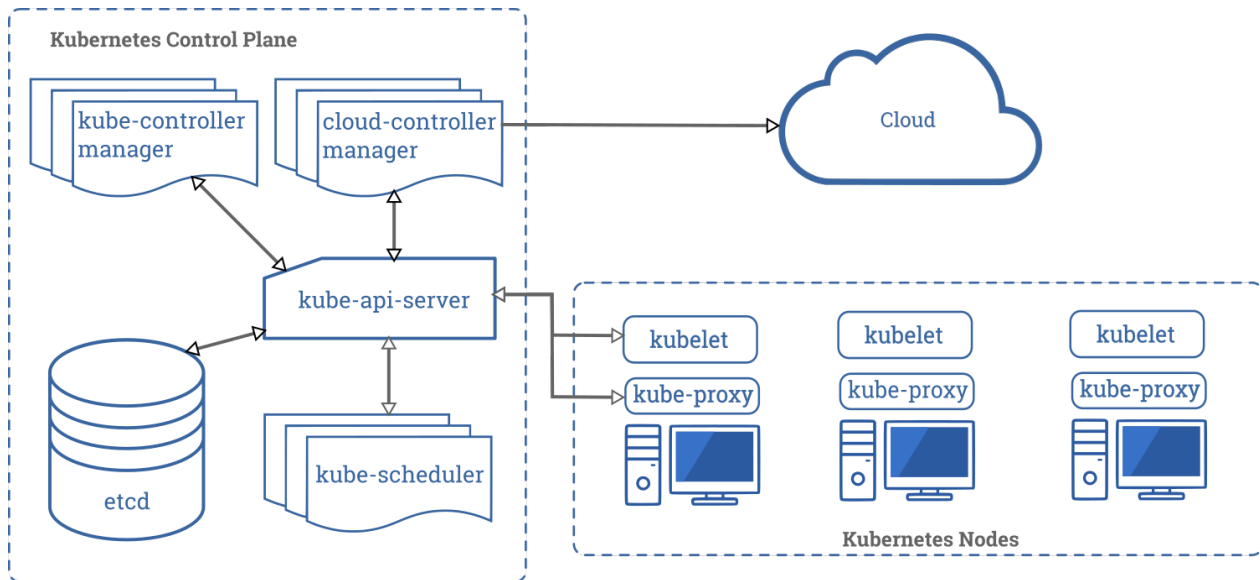 Kubernetes Control Plane
kube-controller
manager
cloud-controller
manager
Cloud
kube-api-server
etcd
kube-scheduler
kubelet
kubelet
kubelet
kube-proxy
kube-proxy
kube-proxy
Kubernetes Nodes